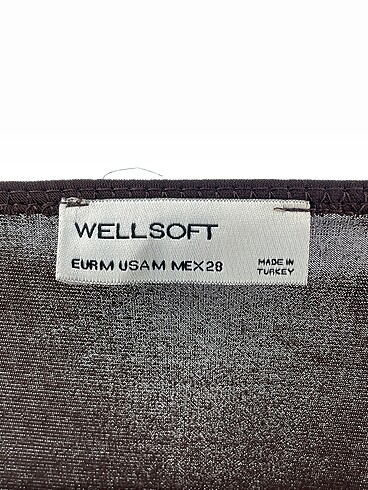 WELLSOFT
EUR M USA M MEX 28
MADE IN
TURKEY